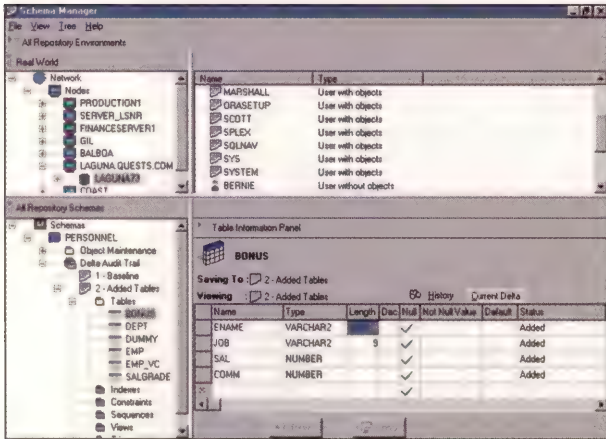 Schema Manager
File View Tree Help
All Repository Environments
Real World
Network
Nodes
PRODUCTION1
SERVER_LSNR
FINANCESERVER1
GIL
BALBOA
LAGUNA.QUESTS.COM
LAGUNA73
COAST
Name Type
MARSHALL User with objects
ORASETUP User with objects
SCOTT User with objects
SPLEX User with objects
SQLNAV User with objects
SYS User with objects
SYSTEM User with objects
BERNIE User without objects
All Repository Schemas
Schemas
PERSONNEL
Object Maintenance
Delta Audit Trail
1 - Baseline
2 - Added Tables
Tables
BONUS
DEPT
DUMMY
EMP
EMP_VC
SALGRADE
Indexes
Constraints
Sequences
Views
Table Information Panel
BONUS
Saving To : 2 - Added Tables
Viewing : 2 - Added Tables History Current Delta
Name Type Length Dec Null Not Null Value Default Status
ENAME VARCHAR2 Added
JOB VARCHAR2 9 Added
SAL NUMBER Added
COMM NUMBER Added